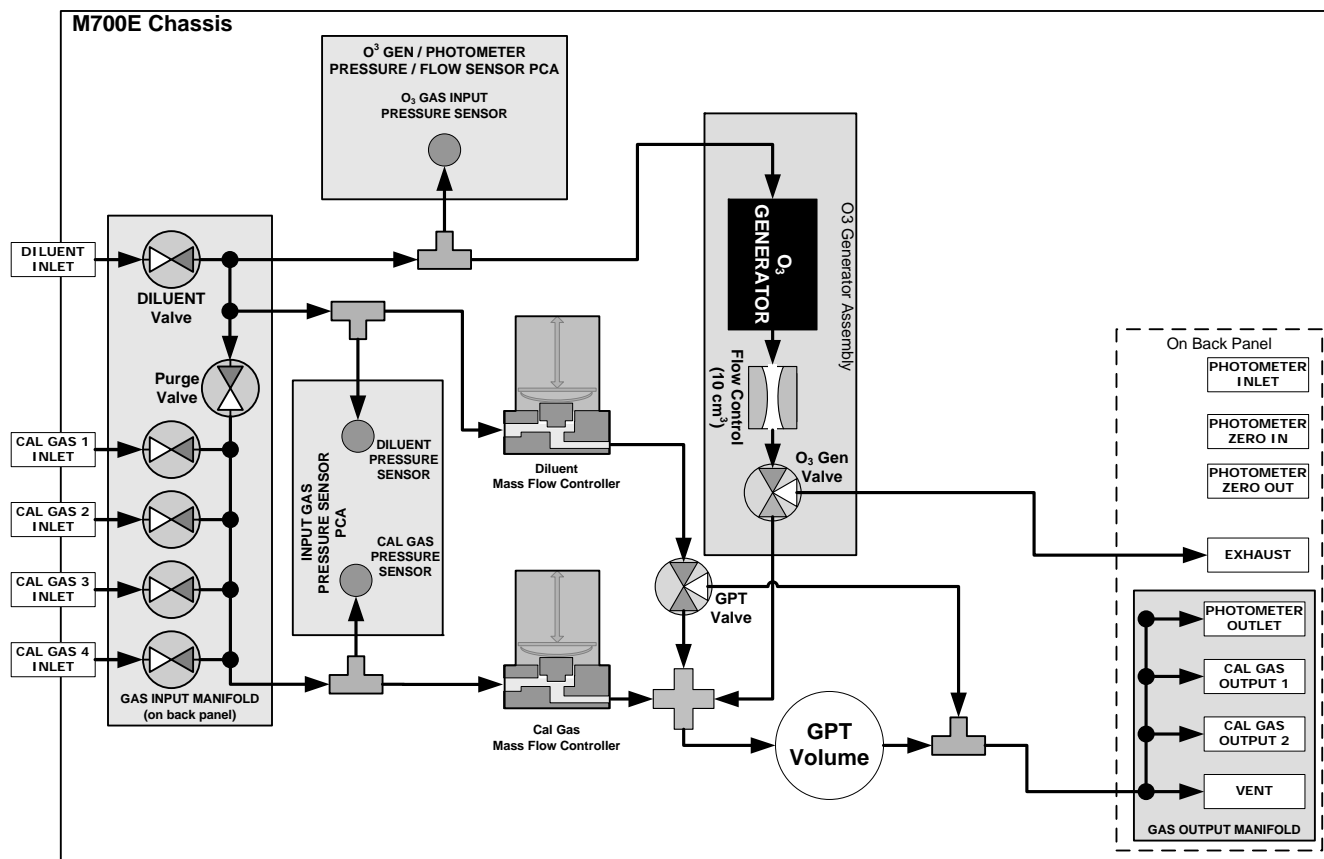 M700E Chassis
O³ GEN / PHOTOMETER
PRESSURE / FLOW SENSOR PCA
O₃ GAS INPUT
PRESSURE SENSOR
DILUENT
INLET
DILUENT
Valve
Purge
Valve
CAL GAS 1
INLET
CAL GAS 2
INLET
CAL GAS 3
INLET
CAL GAS 4
INLET
GAS INPUT MANIFOLD
(on back panel)
INPUT GAS
PRESSURE SENSOR
PCA
DILUENT
PRESSURE
SENSOR
CAL GAS
PRESSURE
SENSOR
Diluent
Mass Flow Controller
Cal Gas
Mass Flow Controller
O₃
GENERATOR
O3 Generator Assembly
Flow Control
(10 cm³)
O₃ Gen
Valve
GPT
Valve
GPT
Volume
On Back Panel
PHOTOMETER
INLET
PHOTOMETER
ZERO IN
PHOTOMETER
ZERO OUT
EXHAUST
PHOTOMETER
OUTLET
CAL GAS
OUTPUT 1
CAL GAS
OUTPUT 2
VENT
GAS OUTPUT MANIFOLD